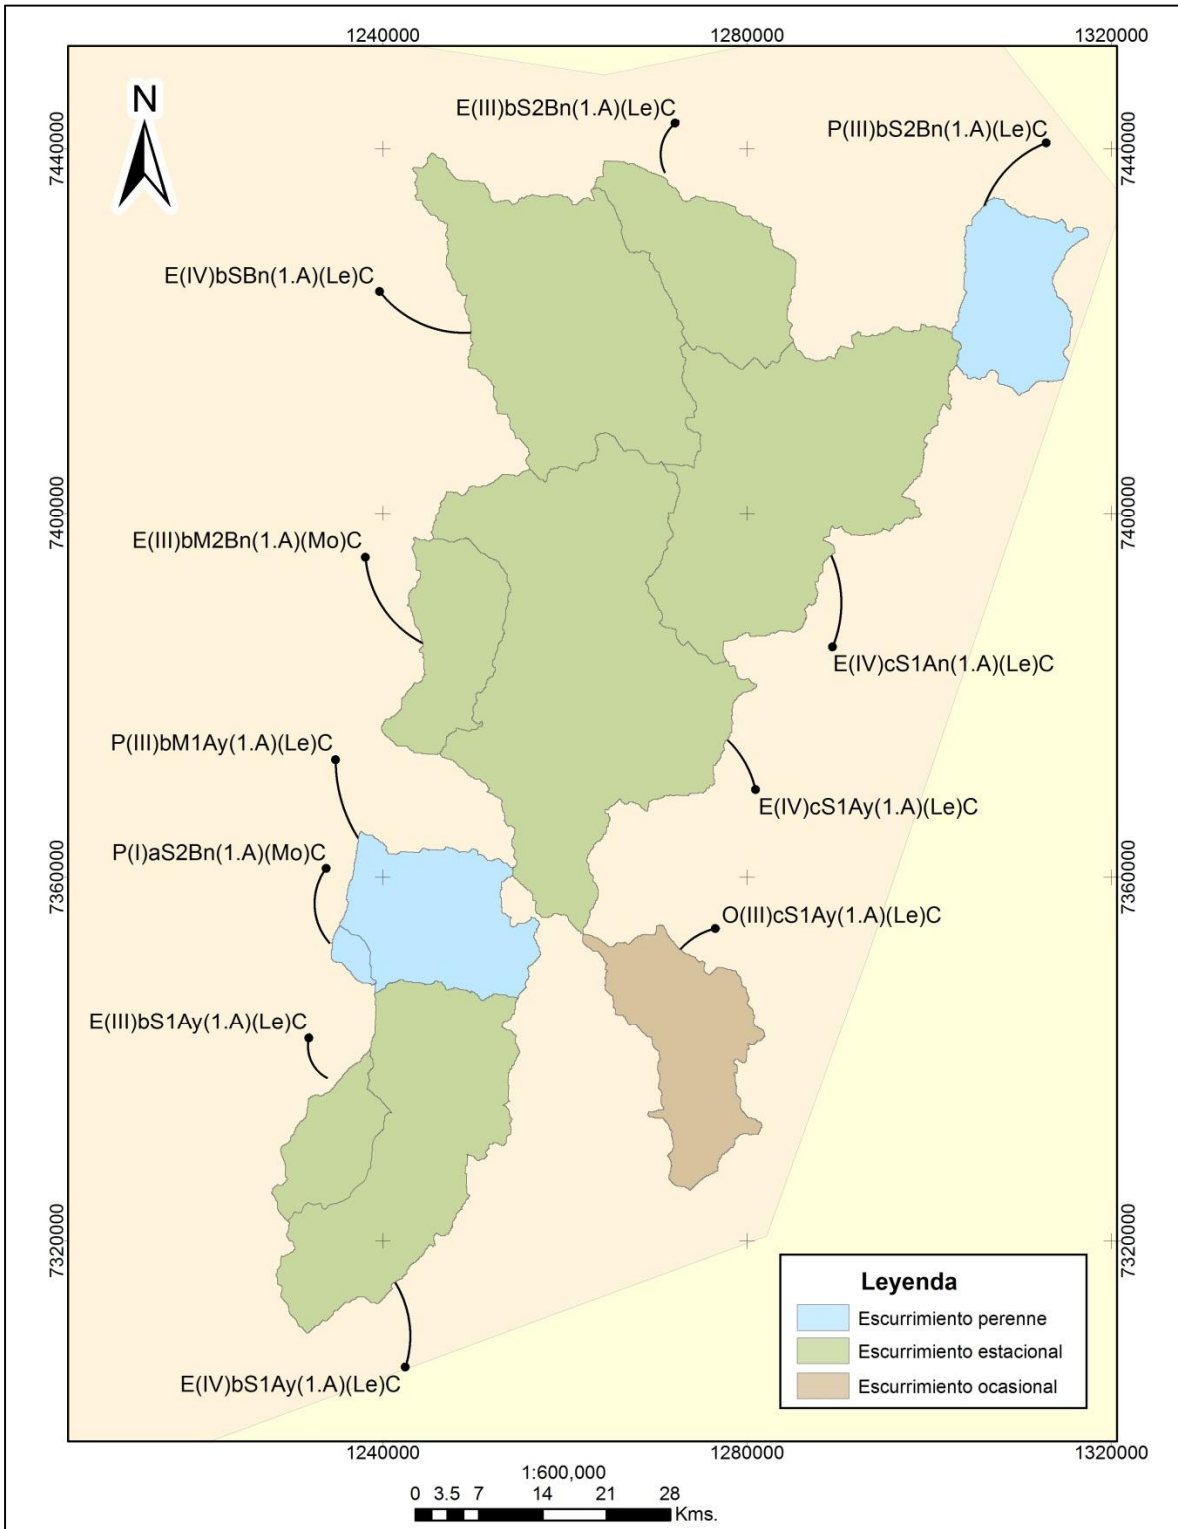 1240000
1280000
1320000
N
E(III)bS2Bn(1.A)(Le)C
P(III)bS2Bn(1.A)(Le)C
7440000
7440000
E(IV)bSBn(1.A)(Le)C
7400000
7400000
E(III)bM2Bn(1.A)(Mo)C
E(IV)cS1An(1.A)(Le)C
P(III)bM1Ay(1.A)(Le)C
E(IV)cS1Ay(1.A)(Le)C
P(I)aS2Bn(1.A)(Mo)C
7360000
7360000
O(III)cS1Ay(1.A)(Le)C
E(III)bS1Ay(1.A)(Le)C
7320000
7320000
Leyenda
Escurrimiento perenne
Escurrimiento estacional
Escurrimiento ocasional
E(IV)bS1Ay(1.A)(Le)C
1240000
1280000
1320000
1:600,000
0 3.5 7 14 21 28
Kms.